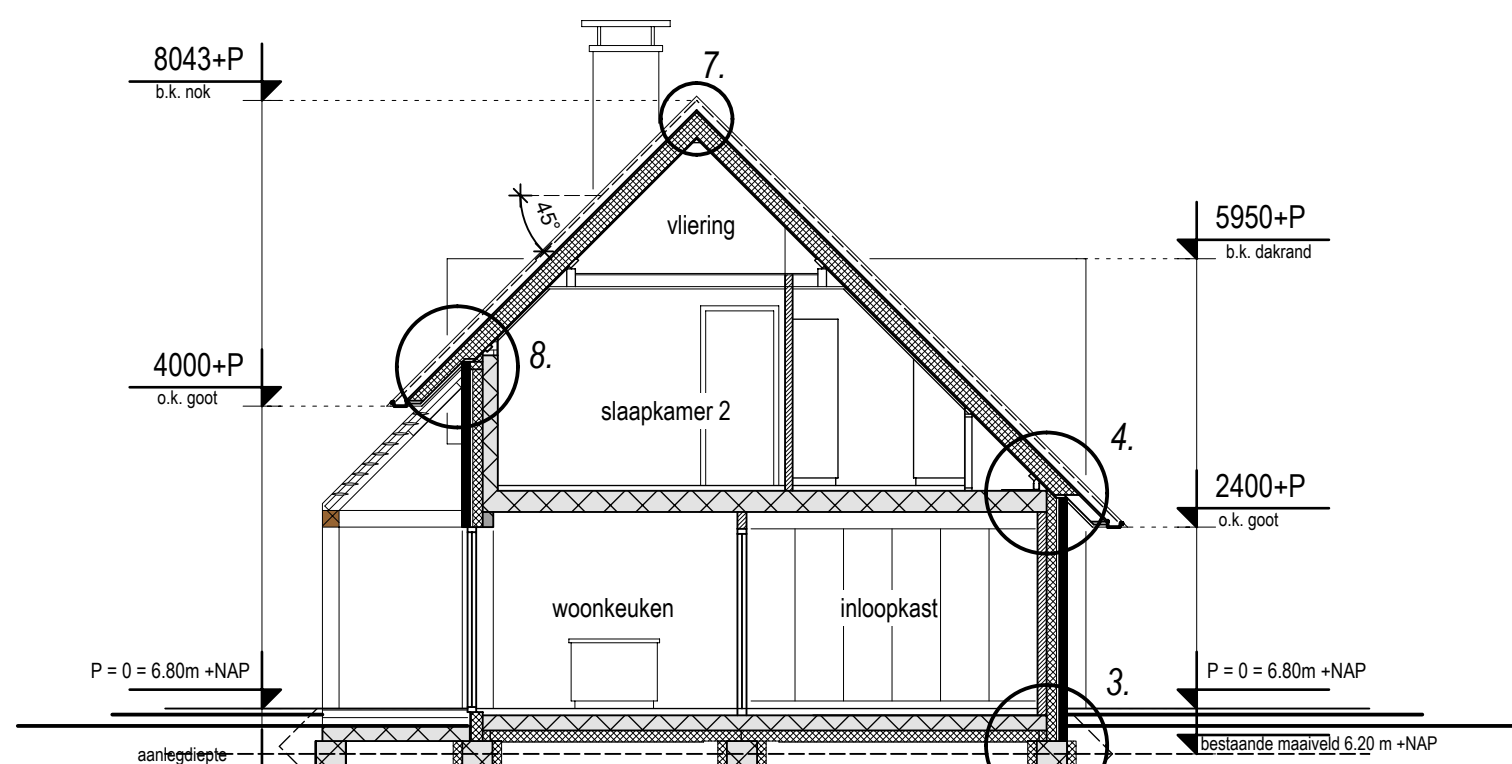 7.
8043+P
b.k. nok
45°
vliering
5950+P
b.k. dakrand
8.
4000+P
o.k. goot
slaapkamer 2
4.
2400+P
o.k. goot
woonkeuken
inloopkast
P = 0 = 6.80m +NAP
P = 0 = 6.80m +NAP
3.
bestaande maaiveld 6.20 m +NAP
aanlegdiepte